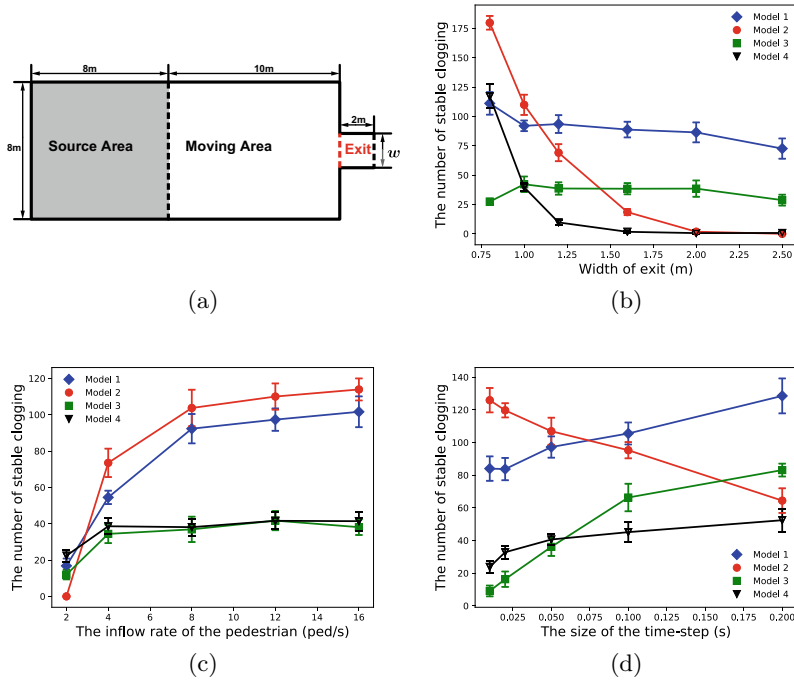 8m
10m
8m
Source Area
Moving Area
2m
Exit
w
(a)
The number of stable clogging
175
150
125
100
75
50
25
0
0.75 1.00 1.25 1.50 1.75 2.00 2.25 2.50
Width of exit (m)
Model 1
Model 2
Model 3
Model 4
(b)
The number of stable clogging
120
100
80
60
40
20
0
2 4 6 8 10 12 14 16
The inflow rate of the pedestrian (ped/s)
Model 1
Model 2
Model 3
Model 4
(c)
The number of stable clogging
140
120
100
80
60
40
20
0
0.025 0.050 0.075 0.100 0.125 0.150 0.175 0.200
The size of the time-step (s)
Model 1
Model 2
Model 3
Model 4
(d)